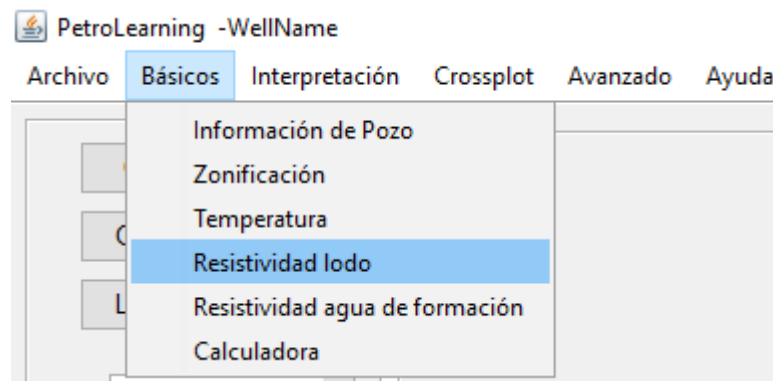 PetroLearning -WellName
Archivo Básicos Interpretación Crossplot Avanzado Ayuda
Información de Pozo
Zonificación
Temperatura
Resistividad lodo
Resistividad agua de formación
Calculadora